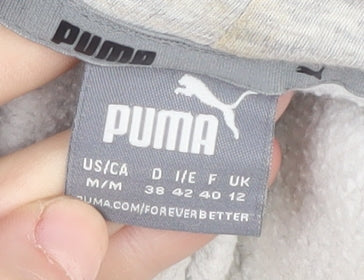 PUMA
PUMA
US/CA D I/E F UK
M/M 38 42 40 12
PUMA.COM/FOREVERBETTER